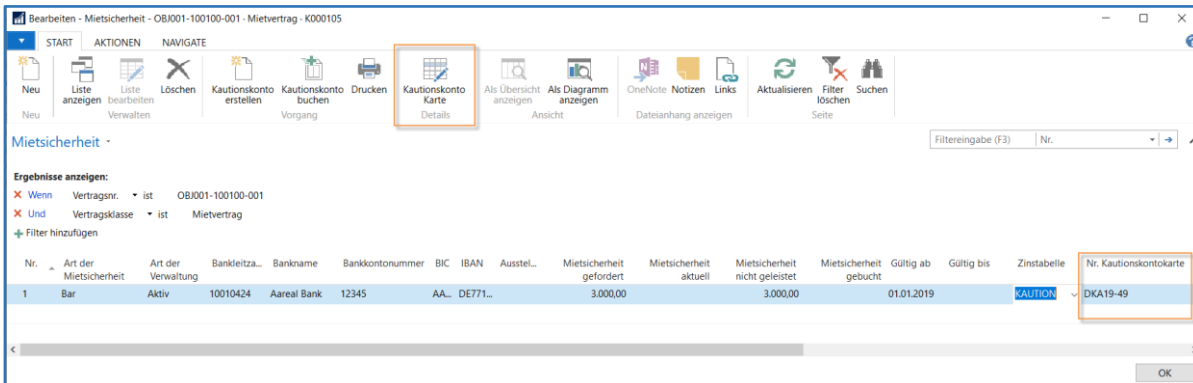 Bearbeiten - Mietsicherheit - OBJ001-100100-001 - Mietvertrag - K000105
START AKTIONEN NAVIGATE
Neu Liste anzeigen Liste bearbeiten Löschen Kautionskonto erstellen Kautionskonto buchen Drucken Kautionskonto Karte Als Übersicht anzeigen Als Diagramm anzeigen OneNote Notizen Links Aktualisieren Filter löschen Suchen
Neu Verwalten Vorgang Details Ansicht Dateianhang anzeigen Seite
Mietsicherheit
Filtereingabe (F3) Nr.
Ergebnisse anzeigen:
Wenn Vertragsnr. ist OBJ001-100100-001
Und Vertragsklasse ist Mietvertrag
Filter hinzufügen
Nr. Art der Mietsicherheit Art der Verwaltung Bankleitza... Bankname Bankkontonummer BIC IBAN Ausstel... Mietsicherheit gefordert Mietsicherheit aktuell Mietsicherheit nicht geleistet Mietsicherheit gebucht Gültig ab Gültig bis Zinstabelle Nr. Kautionskontokarte
1 Bar Aktiv 10010424 Aareal Bank 12345 AA... DE771... 3.000,00 3.000,00 01.01.2019 KAUTION DKA19-49
OK